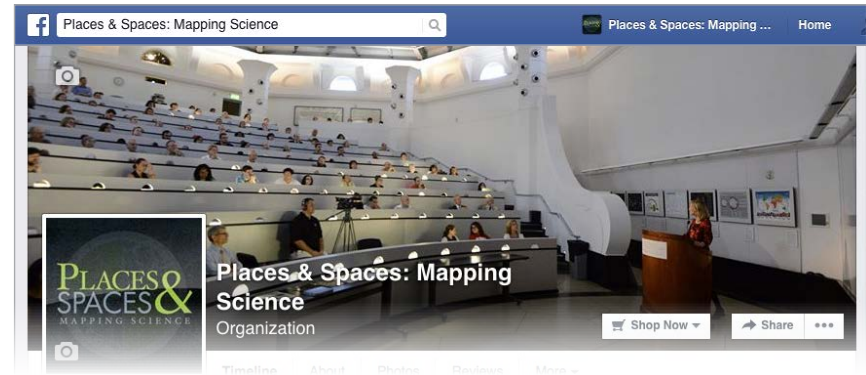 f Places & Spaces: Mapping Science
Places & Spaces: Mapping ... Home
PLACES &
SPACES
MAPPING SCIENCE
Places & Spaces: Mapping
Science
Organization
Shop Now
Share
Timeline About Photos Reviews More